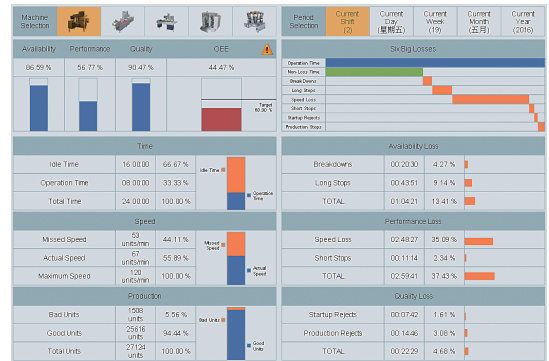 Machine
Selection
Period
Selection
Current
Shift
(2)
Current
Day
(星期五)
Current
Week
(19)
Current
Month
(五月)
Current
Year
(2016)
Availability
Performance
Quality
OEE
86.59 %
56.77 %
90.47 %
44.47 %
Target
60.00 %
Six Big Losses
Operation Time
Non-Loss Time
Breakdowns
Long Stops
Speed Loss
Short Stops
Startup Rejects
Production Stops
Time
Idle Time 16:00:00 66.67 %
Operation Time 08:00:00 33.33 %
Total Time 24:00:00 100.00 %
Idle Time
Operation
Time
Availability Loss
Breakdowns 00:20:30 4.27 %
Long Stops 00:43:51 9.14 %
TOTAL 01:04:21 13.41 %
Speed
Missed Speed 53 units/min 44.11 %
Actual Speed 67 units/min 55.89 %
Maximum Speed 120 units/min 100.00 %
Missed
Speed
Actual
Speed
Performance Loss
Speed Loss 02:48:27 35.09 %
Short Stops 00:11:14 2.34 %
TOTAL 02:59:41 37.43 %
Production
Bad Units 1508 units 5.56 %
Good Units 25616 units 94.44 %
Total Units 27124 units 100.00 %
Bad Units
Good
Units
Quality Loss
Startup Rejects 00:07:42 1.61 %
Production Rejects 00:14:46 3.08 %
TOTAL 00:22:29 4.68 %